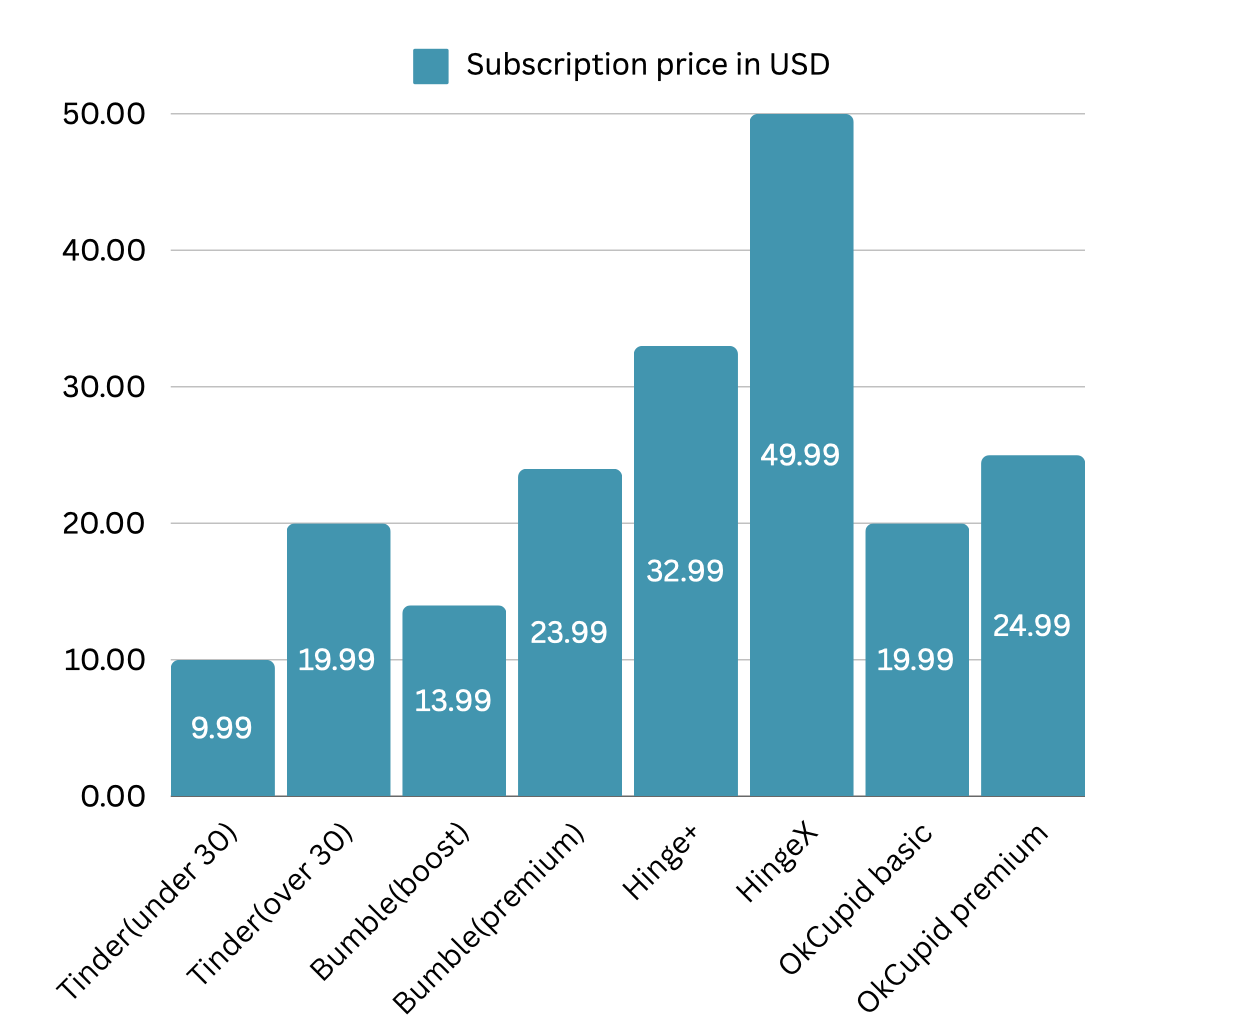 Subscription price in USD
50.00
40.00
30.00
20.00
10.00
0.00
9.99
19.99
13.99
23.99
32.99
49.99
19.99
24.99
Tinder(under 30)
Tinder(over 30)
Bumble(boost)
Bumble(premium)
Hinge+
HingeX
OkCupid basic
OkCupid premium